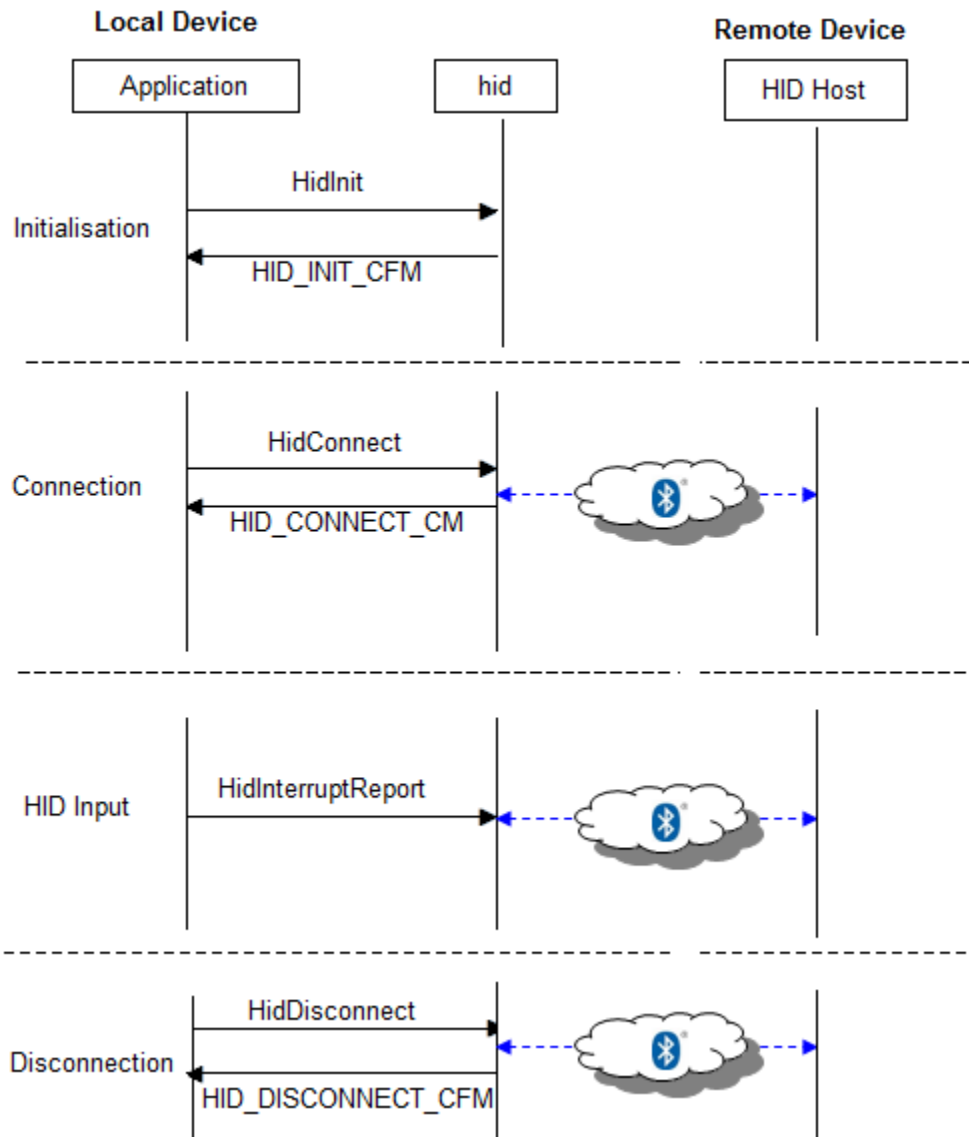 Local Device
Remote Device
Application
hid
HID Host
HidInit
Initialisation
HID_INIT_CFM
HidConnect
Connection
HID_CONNECT_CM
HidInterruptReport
HID Input
HidDisconnect
Disconnection
HID_DISCONNECT_CFM